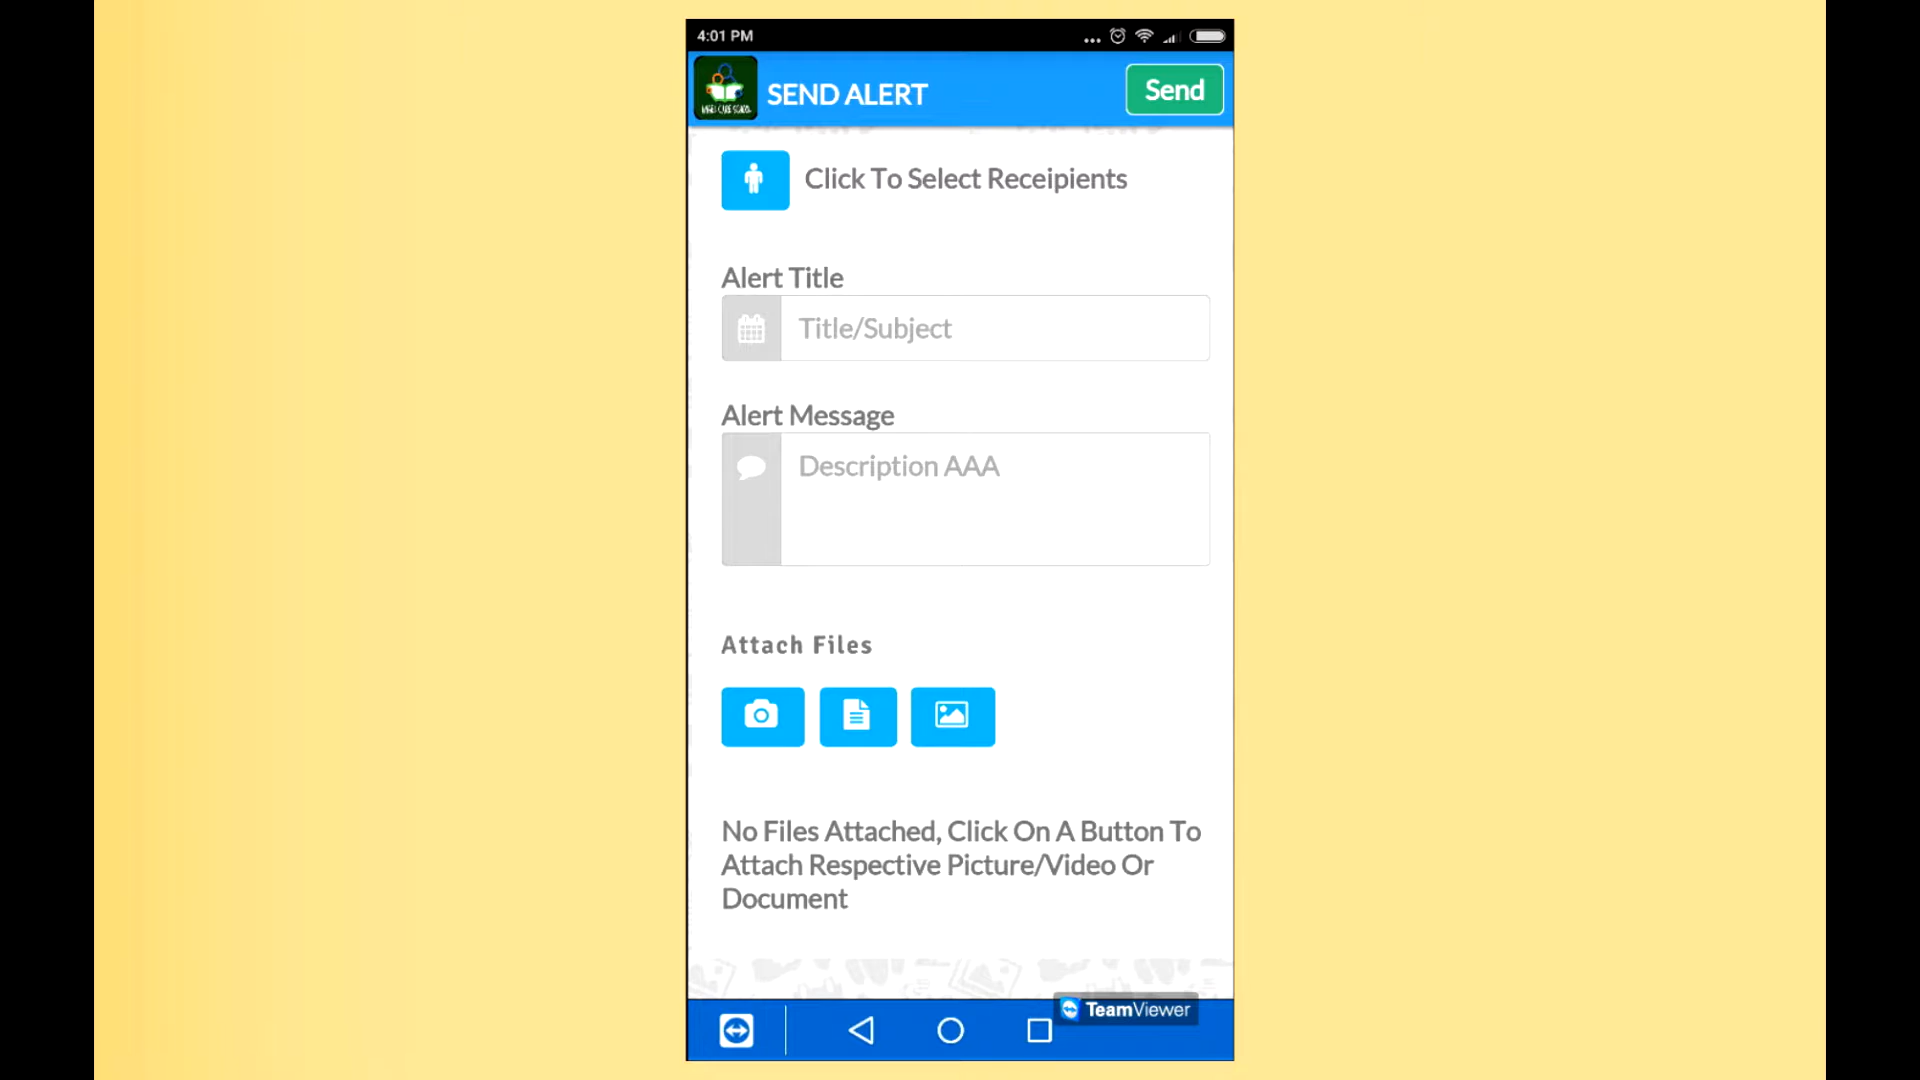 4:01 PM
SEND ALERT
Send
Click To Select Receipients
Alert Title
Title/Subject
Alert Message
Description AAA
Attach Files
No Files Attached, Click On A Button To
Attach Respective Picture/Video Or
Document
TeamViewer